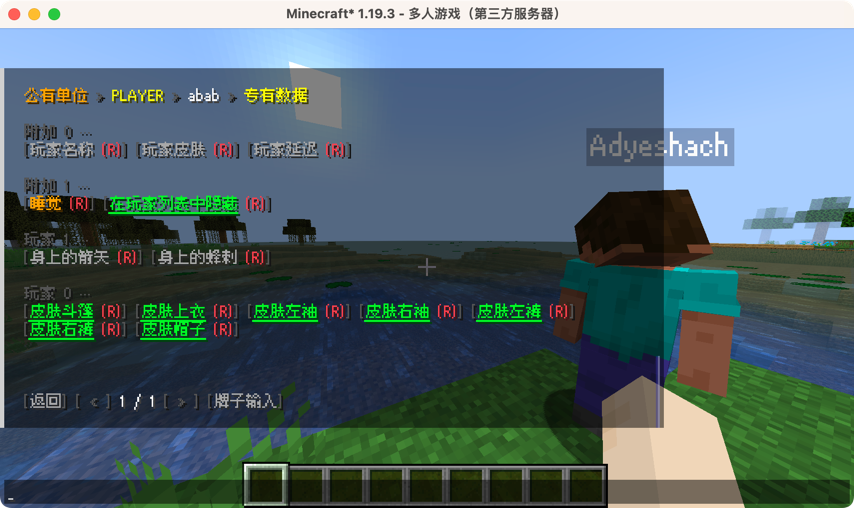 Minecraft* 1.19.3 - 多人游戏（第三方服务器）
公有单位 > PLAYER > abab > 专有数据
Adyeshach
附加 0 ...
[玩家名称 (R)] [玩家皮肤 (R)] [玩家延迟 (R)]
附加 1 ...
[睡觉 (R)] [在玩家列表中隐藏 (R)]
玩家 1 ...
[身上的箭矢 (R)] [身上的蜂刺 (R)]
玩家 0 ...
[皮肤斗篷 (R)] [皮肤上衣 (R)] [皮肤左袖 (R)] [皮肤右袖 (R)] [皮肤左裤 (R)]
[皮肤右裤 (R)] [皮肤帽子 (R)]
[返回] [ < ] 1 / 1 [ > ] [牌子输入]
_